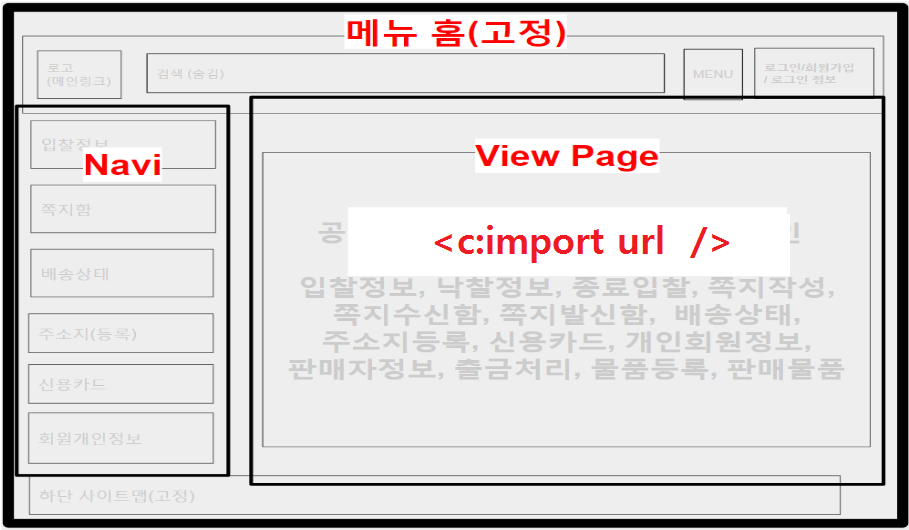 메뉴 홈(고정)
로고
(메인링크)
검색 (숨김)
MENU
로그인/회원가입
/ 로그인 정보
입찰정보
Navi
쪽지함
배송상태
주소지(등록)
신용카드
회원개인정보
View Page
<c:import url />
입찰정보, 낙찰정보, 종료입찰, 쪽지작성,
쪽지수신함, 쪽지발신함, 배송상태,
주소지등록, 신용카드, 개인회원정보,
판매자정보, 출금처리, 물품등록, 판매물품
하단 사이트맵(고정)